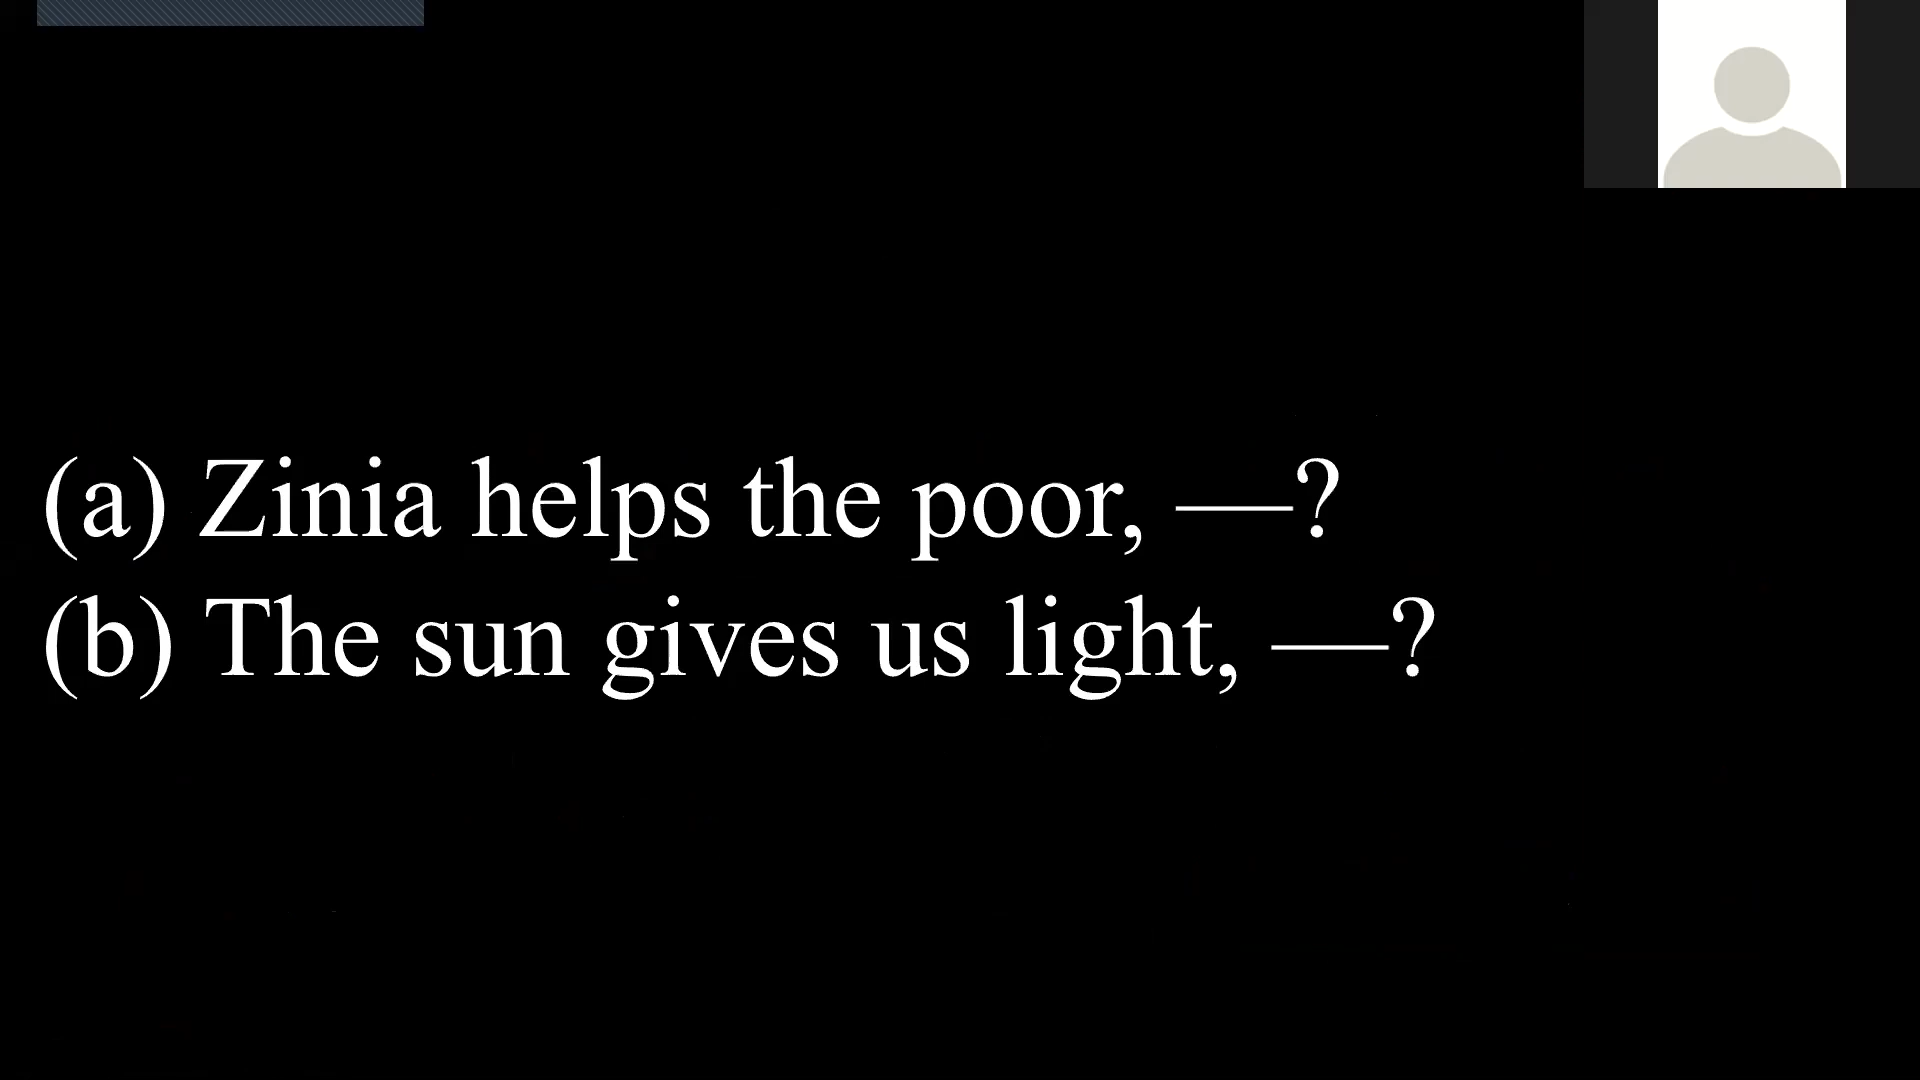 (a) Zinia helps the poor, —?
(b) The sun gives us light, —?